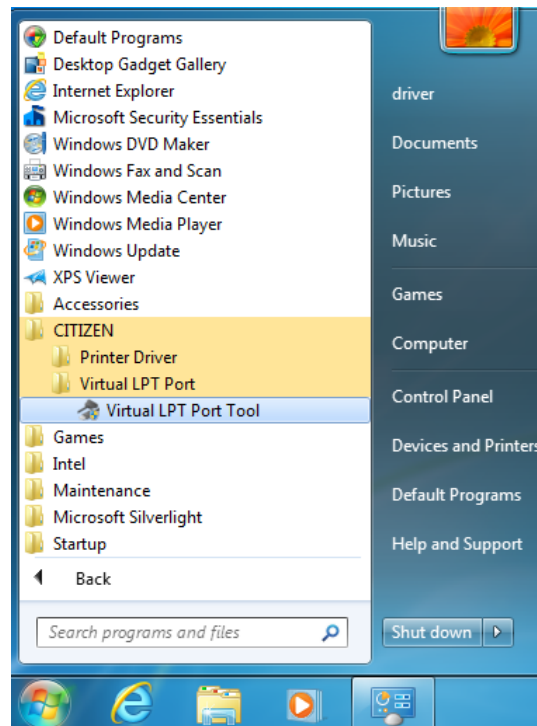 Default Programs
Desktop Gadget Gallery
Internet Explorer
Microsoft Security Essentials
Windows DVD Maker
Windows Fax and Scan
Windows Media Center
Windows Media Player
Windows Update
XPS Viewer
Accessories
CITIZEN
Printer Driver
Virtual LPT Port
Virtual LPT Port Tool
Games
Intel
Maintenance
Microsoft Silverlight
Startup
Back
Search programs and files
driver
Documents
Pictures
Music
Games
Computer
Control Panel
Devices and Printers
Default Programs
Help and Support
Shut down